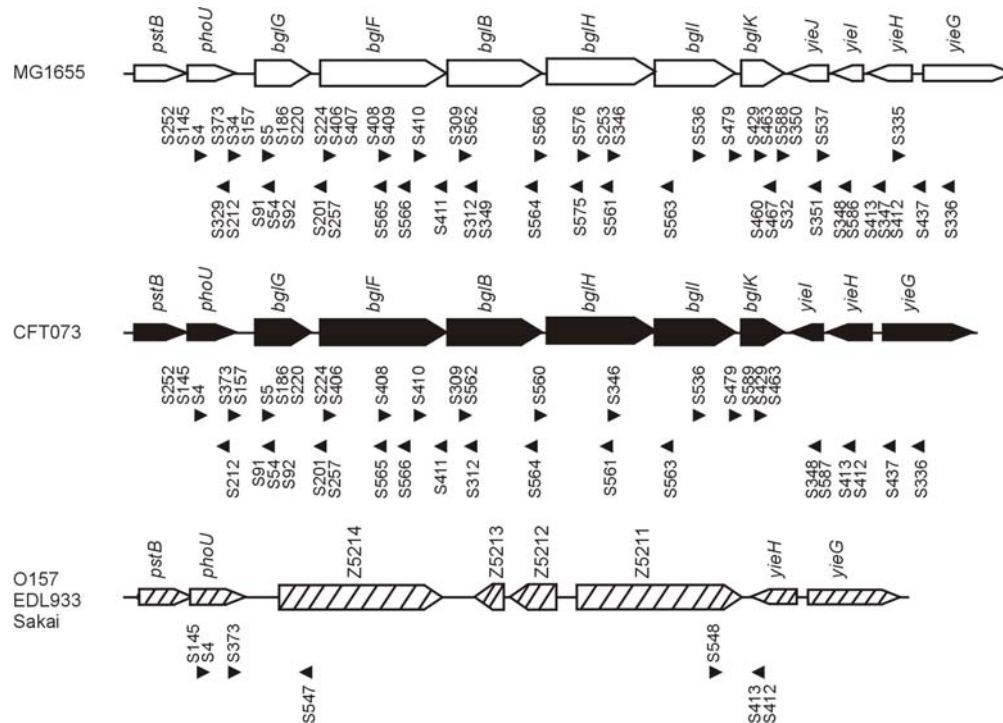 pstB phoU bglG bglF bglB bglH bglI bglK yieJ yieI yieH yieG
MG1655
S252 S145 S4 S373 S34 S157 S5 S186 S220 S224 S406 S407 S408 S409 S410 S309 S562 S560 S576 S253 S346 S536 S479 S429 S463 S588 S350 S537 S335
S329 S212 S91 S54 S92 S201 S257 S565 S566 S411 S312 S349 S564 S575 S561 S563 S460 S467 S32 S351 S348 S586 S413 S347 S412 S437 S336
pstB phoU bglG bglF bglB bglH bglI bglK yieI yieH yieG
CFT073
S252 S145 S4 S373 S157 S5 S186 S220 S224 S406 S408 S410 S309 S562 S560 S346 S536 S479 S589 S429 S463
S212 S91 S54 S92 S201 S257 S565 S566 S411 S312 S564 S561 S563 S348 S587 S413 S412 S437 S336
pstB phoU Z5214 Z5213 Z5212 Z5211 yieH yieG
O157
EDL933
Sakai
S145 S4 S373 S548
S547 S413 S412